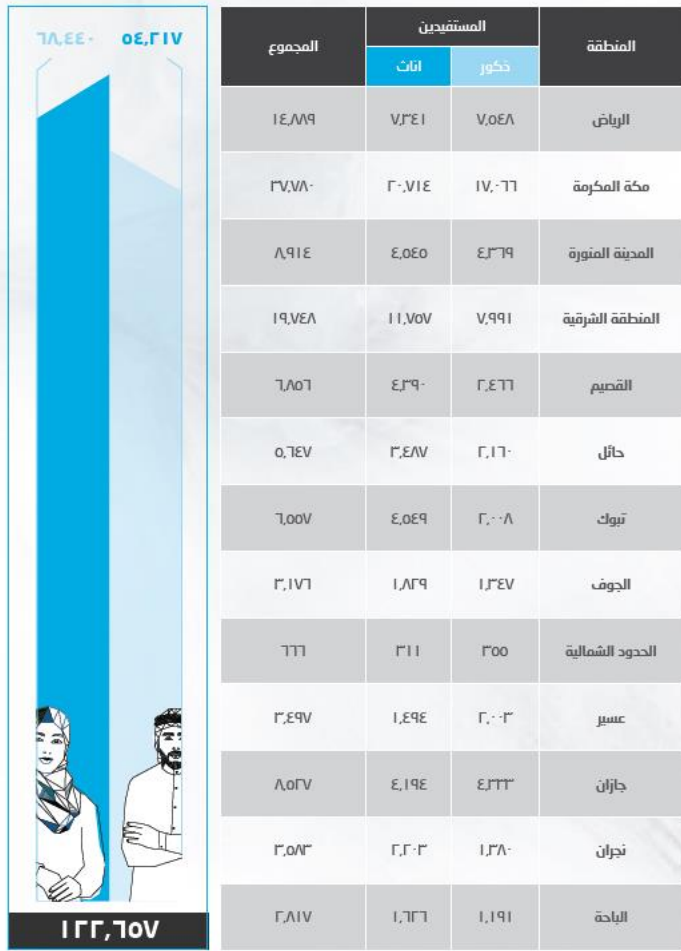 المنطقة المستفيدين المجموع
ذكور اناث
الرياض ٧,٥٤٨ ٧,٣٤١ ١٤,٨٨٩
مكة المكرمة ١٧,٠٦٦ ٢٠,٧١٤ ٣٧,٧٨٠
المدينة المنورة ٤,٣٦٩ ٤,٥٤٥ ٨,٩١٤
المنطقة الشرقية ٧,٩٩١ ١١,٧٥٧ ١٩,٧٤٨
القصيم ٢,٤٦٦ ٤,٣٩٠ ٦,٨٥٦
حائل ٢,١٦٠ ٣,٤٨٧ ٥,٦٤٧
تبوك ٢,٠٠٨ ٤,٥٤٩ ٦,٥٥٧
الجوف ١,٣٤٧ ١,٨٢٩ ٣,١٧٦
الحدود الشمالية ٣٥٥ ٣١١ ٦٦٦
عسير ٢,٠٠٣ ١,٤٩٤ ٣,٤٩٧
جازان ٤,٣٣٣ ٤,١٩٤ ٨,٥٢٧
نجران ١,٣٨٠ ٢,٢٠٣ ٣,٥٨٣
الباحة ١,١٩١ ١,٦٢٦ ٢,٨١٧
٥٤,٢١٧ ٦٨,٤٤٠
١٢٢,٦٥٧